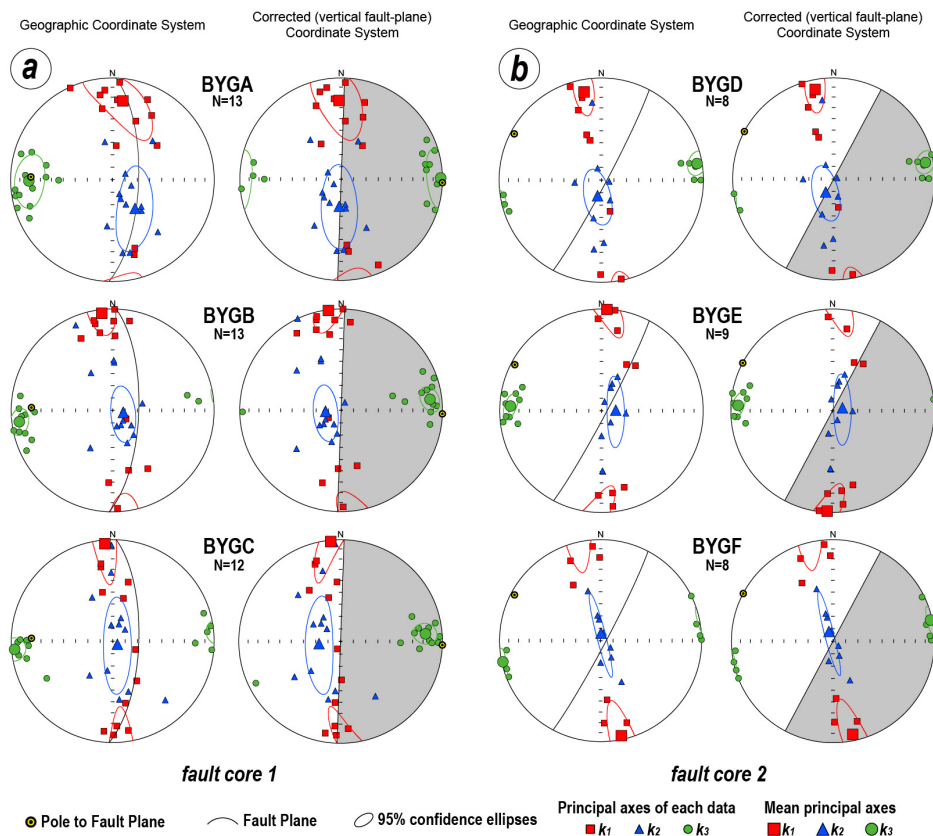 Geographic Coordinate System
Corrected (vertical fault-plane)
Coordinate System
Geographic Coordinate System
Corrected (vertical fault-plane)
Coordinate System
a
N
BYGA
N=13
N
b
N
BYGD
N=8
N
N
BYGB
N=13
N
N
BYGE
N=9
N
N
BYGC
N=12
N
N
BYGF
N=8
N
fault core 1
fault core 2
Pole to Fault Plane
Fault Plane
95% confidence ellipses
Principal axes of each data
k1 k2 k3
Mean principal axes
k1 k2 k3